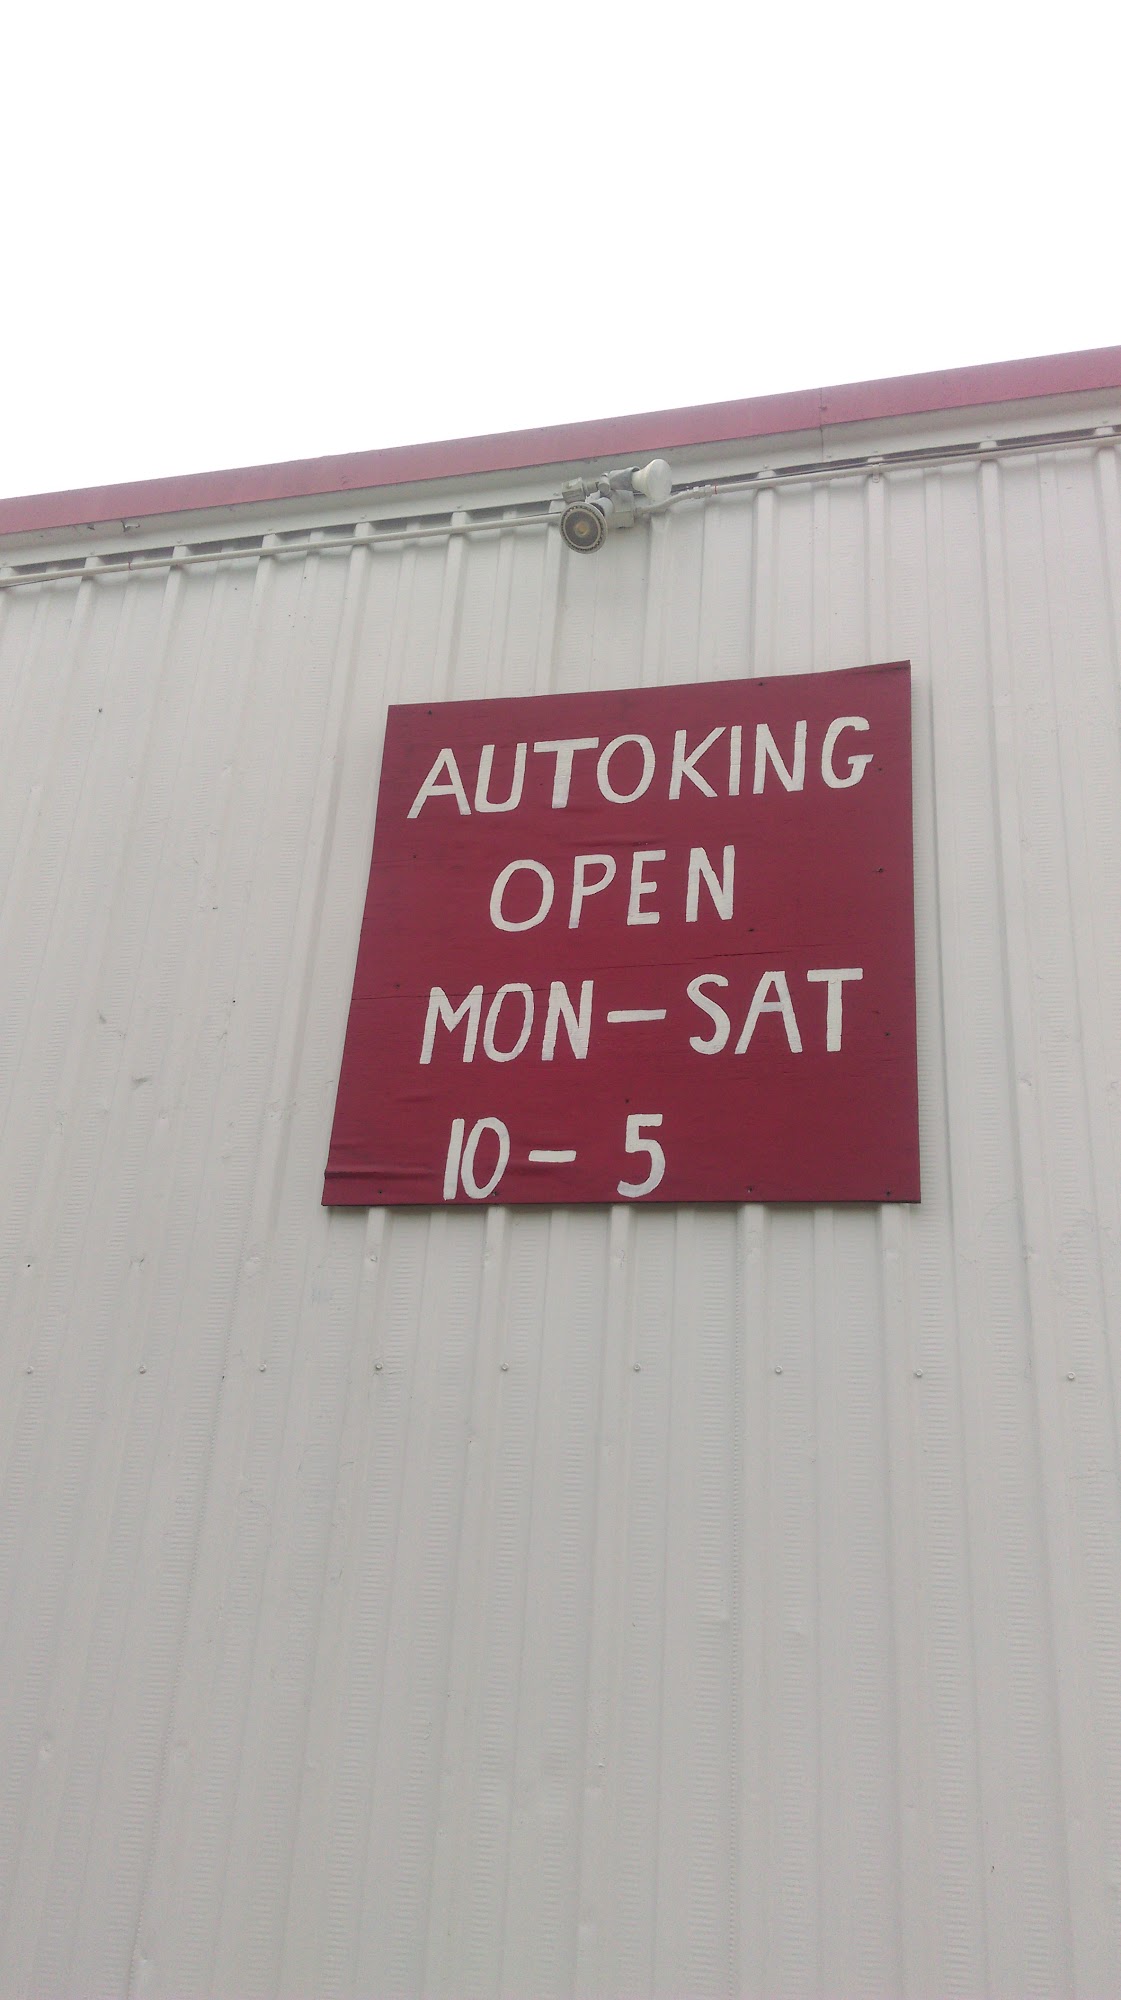 AUTOKING
OPEN
MON-SAT
10-5